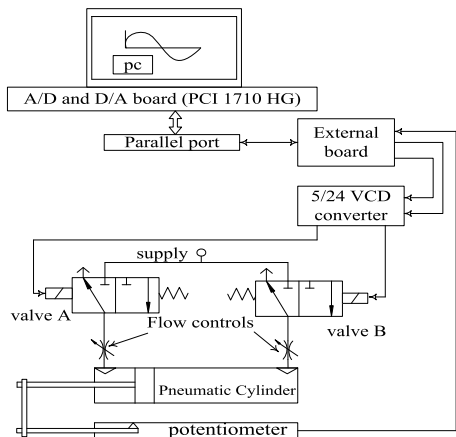 pc
A/D and D/A board (PCI 1710 HG)
Parallel port
External
board
5/24 VCD
converter
supply
valve A
Flow controls
valve B
Pneumatic Cylinder
potentiometer